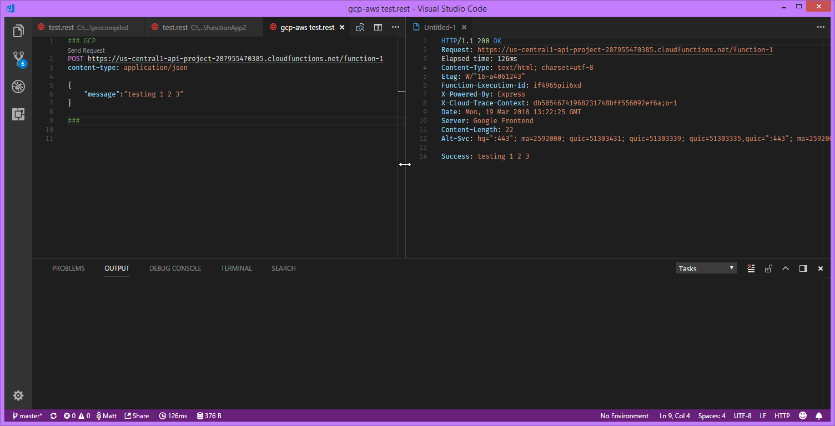 gcp-aws test.rest - Visual Studio Code
test.rest C:\...\geocompiled test.rest C:\...\FunctionApp2 gcp-aws test.rest Untitled-1
1 ### GCP
Send Request
2 POST https://us-central1-api-project-287955470385.cloudfunctions.net/function-1
3 content-type: application/json
4
5 {
6 "message":"testing 1 2 3"
7 }
8
9 ###
10
11
1 HTTP/1.1 200 OK
2 Request: https://us-central1-api-project-287955470385.cloudfunctions.net/function-1
3 Elapsed time: 126ms
4 Content-Type: text/html; charset=utf-8
5 Etag: W/"16-a4061243"
6 Function-Execution-Id: if4965pii6xd
7 X-Powered-By: Express
8 X-Cloud-Trace-Context: db58546741968231748bff556092ef6a;o=1
9 Date: Mon, 19 Mar 2018 13:22:25 GMT
10 Server: Google Frontend
11 Content-Length: 22
12 Alt-Svc: hq=":443"; ma=2592000; quic=51303431; quic=51303339; quic=51303335,quic=":443"; ma=259200
13
14 Success: testing 1 2 3
6
PROBLEMS OUTPUT DEBUG CONSOLE TERMINAL SEARCH Tasks
master* 0 0 Matt Share 126ms 376 B No Environment Ln 9, Col 4 Spaces: 4 UTF-8 LF HTTP